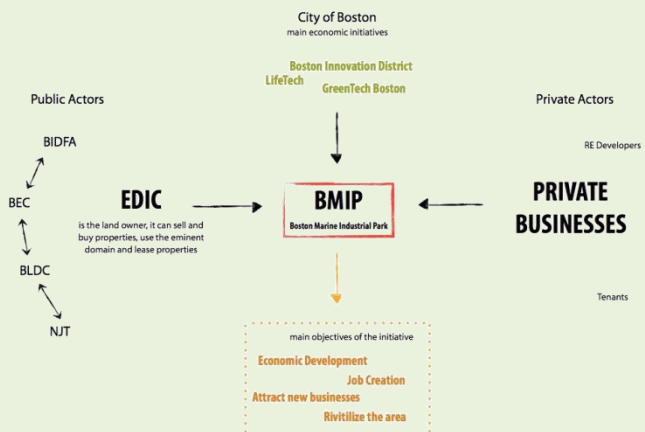 City of Boston
main economic initiatives
Boston Innovation District
LifeTech
GreenTech Boston
Public Actors
Private Actors
BIDFA
RE Developers
BEC
EDIC
is the land owner, it can sell and
buy properties, use the eminent
domain and lease properties
BMIP
Boston Marine Industrial Park
PRIVATE
BUSINESSES
BLDC
NJT
Tenants
main objectives of the initiative
Economic Development
Job Creation
Attract new businesses
Rivitilize the area